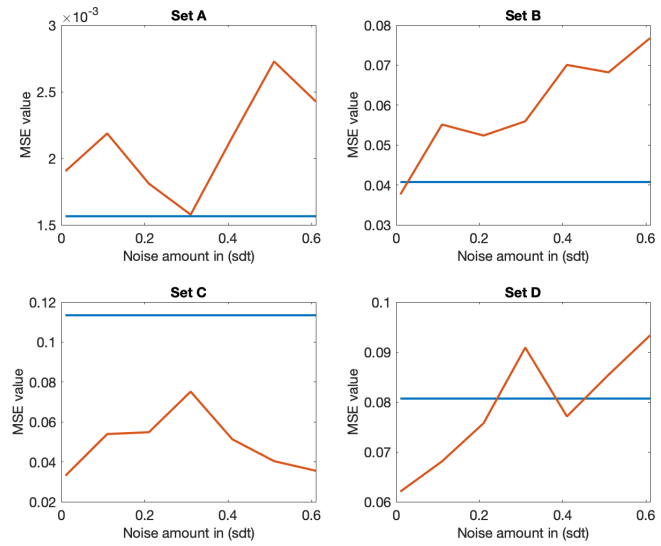 ×10⁻³
Set A
3
2.5
2
1.5
MSE value
0 0.2 0.4 0.6
Noise amount in (sdt)
Set B
0.08
0.07
0.06
0.05
0.04
0.03
MSE value
0 0.2 0.4 0.6
Noise amount in (sdt)
Set C
0.12
0.1
0.08
0.06
0.04
0.02
MSE value
0 0.2 0.4 0.6
Noise amount in (sdt)
Set D
0.1
0.09
0.08
0.07
0.06
MSE value
0 0.2 0.4 0.6
Noise amount in (sdt)